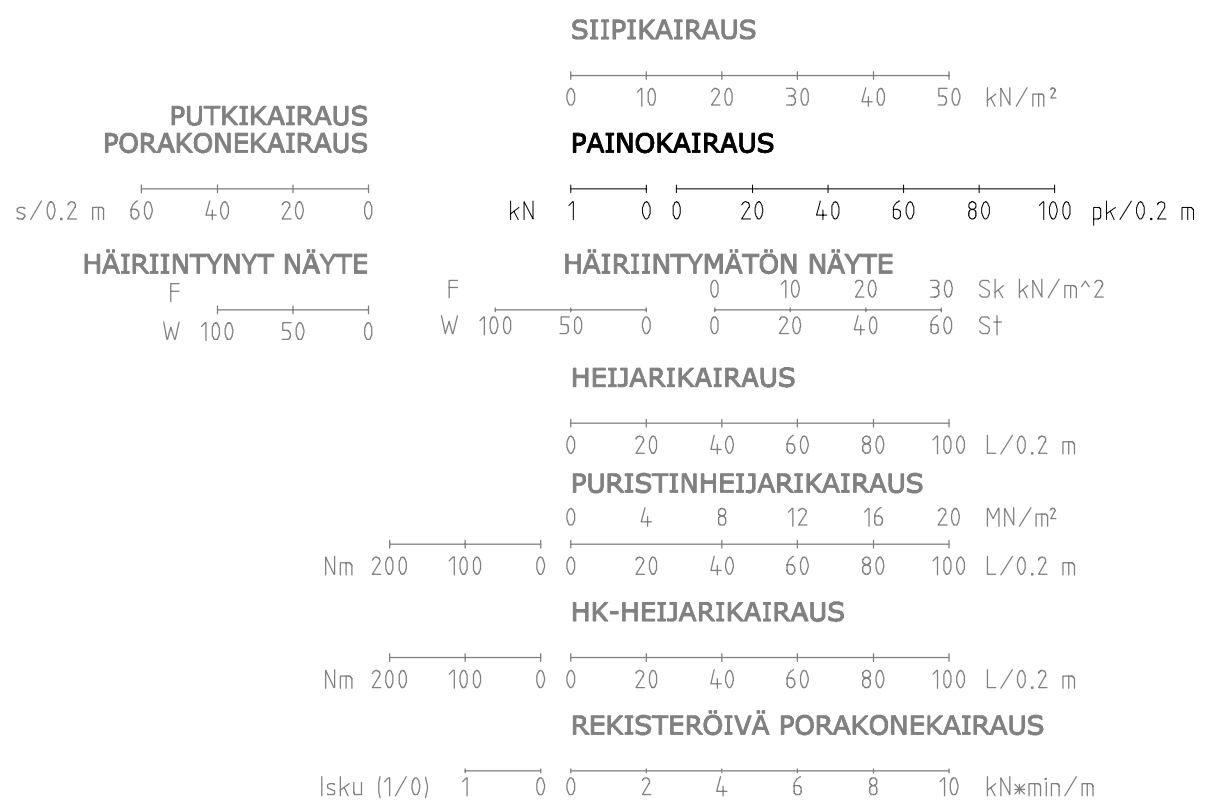 SIIPIKAIRAUS
0 10 20 30 40 50 kN/m²
PUTKIKAIRAUS
PORAKONEKAIRAUS
PAINOKAIRAUS
s/0.2 m 60 40 20 0
kN 1 0 0 20 40 60 80 100 pk/0.2 m
HÄIRIINTYNYT NÄYTE
F
W 100 50 0
HÄIRIINTYMÄTÖN NÄYTE
F 0 10 20 30 Sk kN/m^2
W 100 50 0 0 20 40 60 St
HEIJARIKAIRAUS
0 20 40 60 80 100 L/0.2 m
PURISTINHEIJARIKAIRAUS
0 4 8 12 16 20 MN/m²
Nm 200 100 0 0 20 40 60 80 100 L/0.2 m
HK-HEIJARIKAIRAUS
Nm 200 100 0 0 20 40 60 80 100 L/0.2 m
REKISTERÖIVÄ PORAKONEKAIRAUS
Isku (1/0) 1 0 0 2 4 6 8 10 kN*min/m